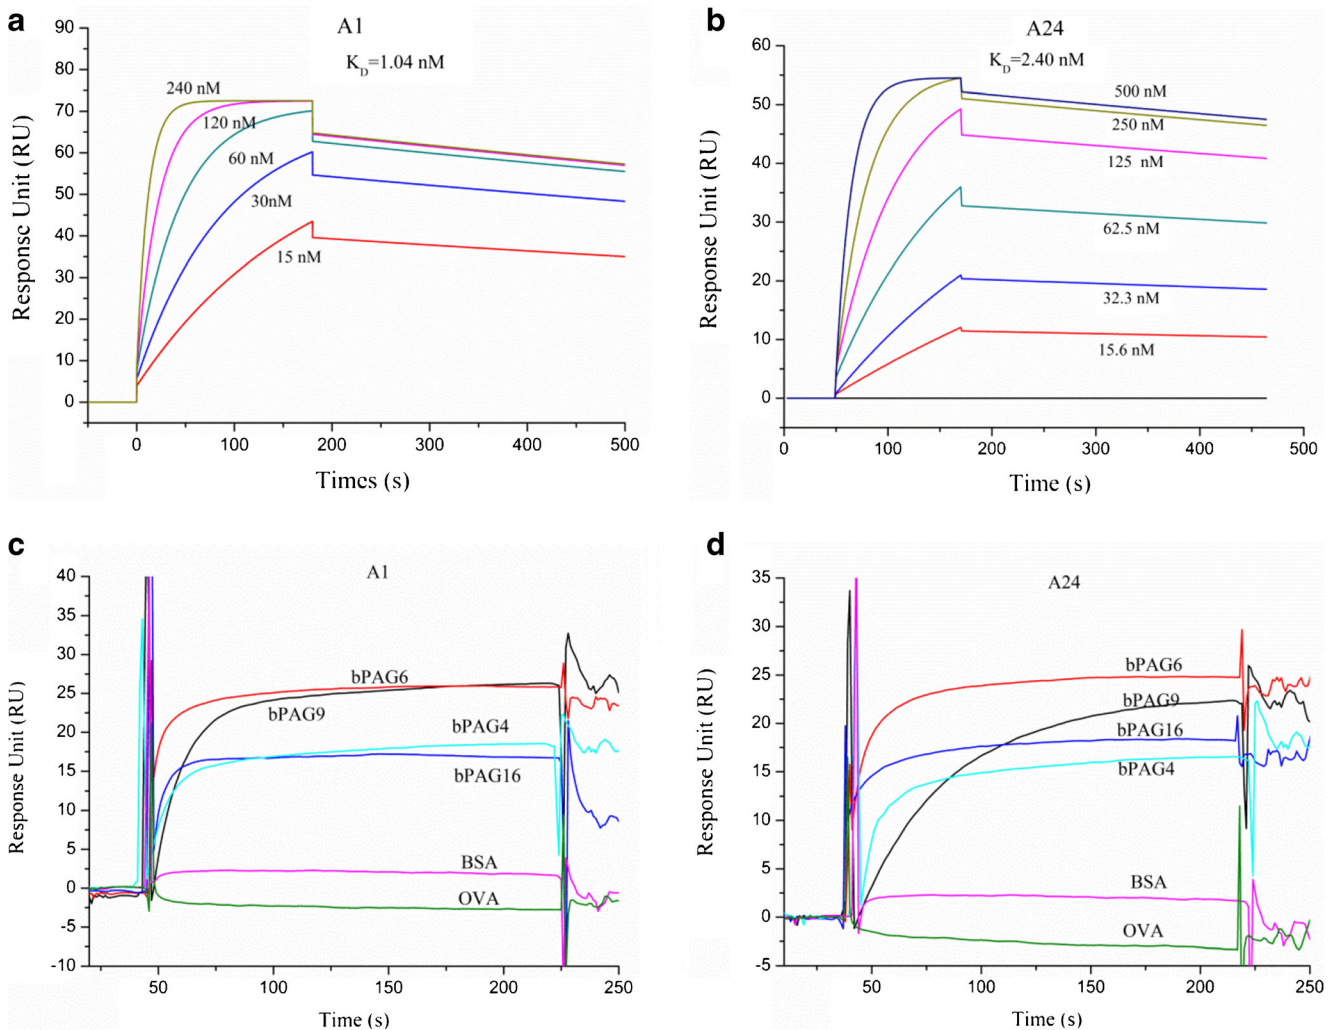 a
A1
K_D=1.04 nM
90
80
70
60
50
40
30
20
10
0
240 nM
120 nM
60 nM
30nM
15 nM
Response Unit (RU)
0
100
200
300
400
500
Times (s)
b
A24
K_D=2.40 nM
60
50
40
30
20
10
0
500 nM
250 nM
125 nM
62.5 nM
32.3 nM
15.6 nM
Response Unit (RU)
0
100
200
300
400
500
Time (s)
c
A1
40
35
30
25
20
15
10
5
0
-5
-10
bPAG6
bPAG9
bPAG4
bPAG16
BSA
OVA
Response Unit (RU)
50
100
150
200
250
Time (s)
d
A24
35
30
25
20
15
10
5
0
-5
bPAG6
bPAG9
bPAG16
bPAG4
BSA
OVA
Response Unit (RU)
50
100
150
200
250
Time (s)